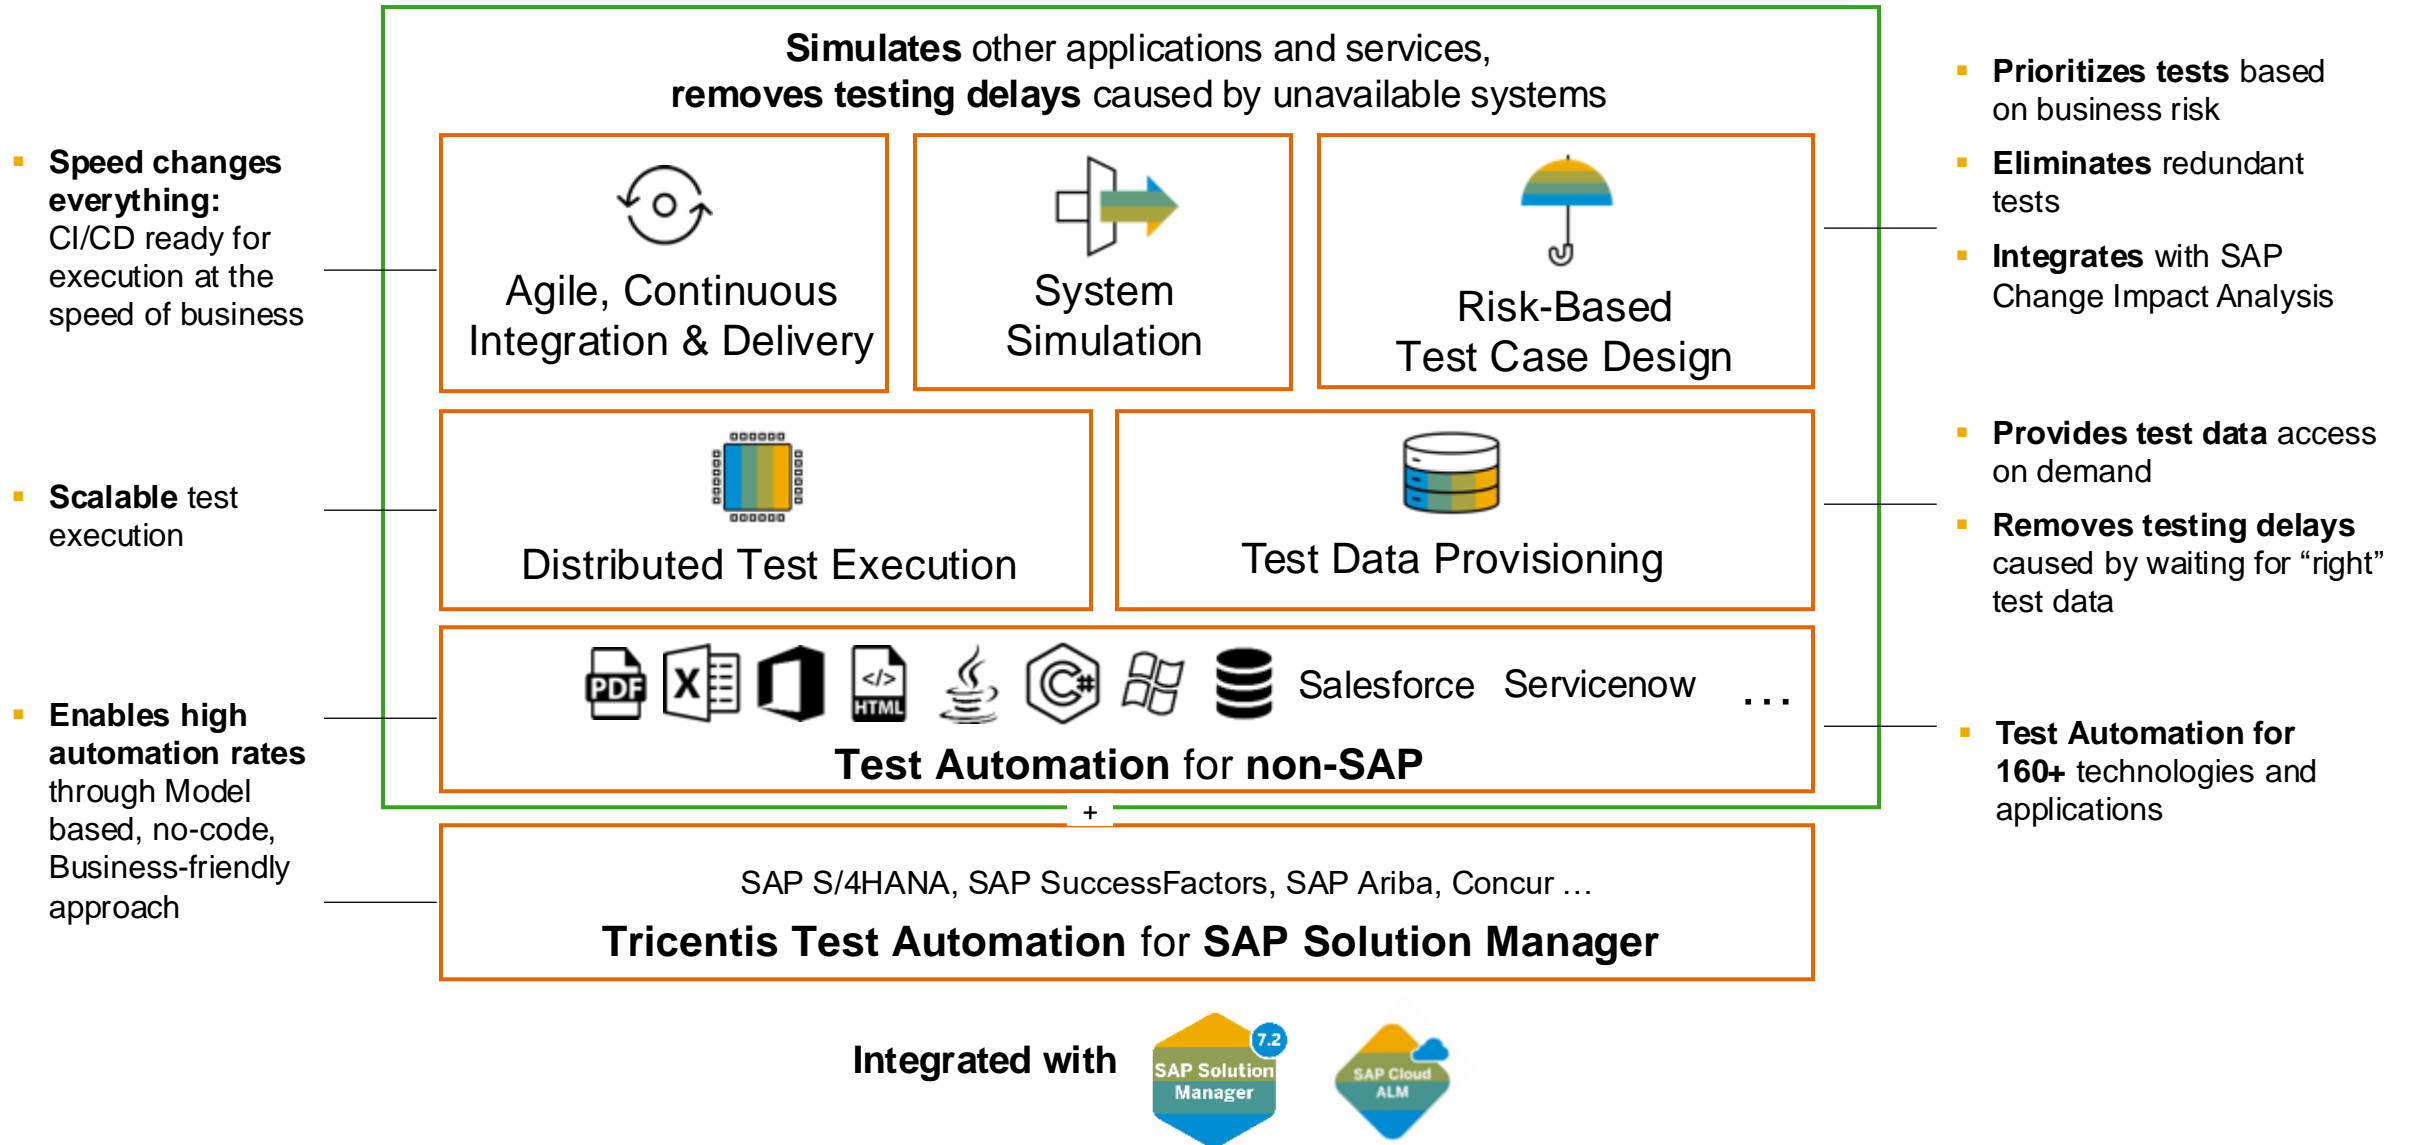 Simulates other applications and services,
removes testing delays caused by unavailable systems
Speed changes
everything:
CI/CD ready for
execution at the
speed of business
Agile, Continuous
Integration & Delivery
System
Simulation
Risk-Based
Test Case Design
Prioritizes tests based
on business risk
Eliminates redundant
tests
Integrates with SAP
Change Impact Analysis
Scalable test
execution
Distributed Test Execution
Test Data Provisioning
Provides test data access
on demand
Removes testing delays
caused by waiting for “right”
test data
Enables high
automation rates
through Model
based, no-code,
Business-friendly
approach
PDF
X
</>
HTML
C#
Salesforce
Servicenow
...
Test Automation for non-SAP
Test Automation for
160+ technologies and
applications
+
SAP S/4HANA, SAP SuccessFactors, SAP Ariba, Concur ...
Tricentis Test Automation for SAP Solution Manager
Integrated with
7.2
SAP Solution
Manager
SAP Cloud
ALM